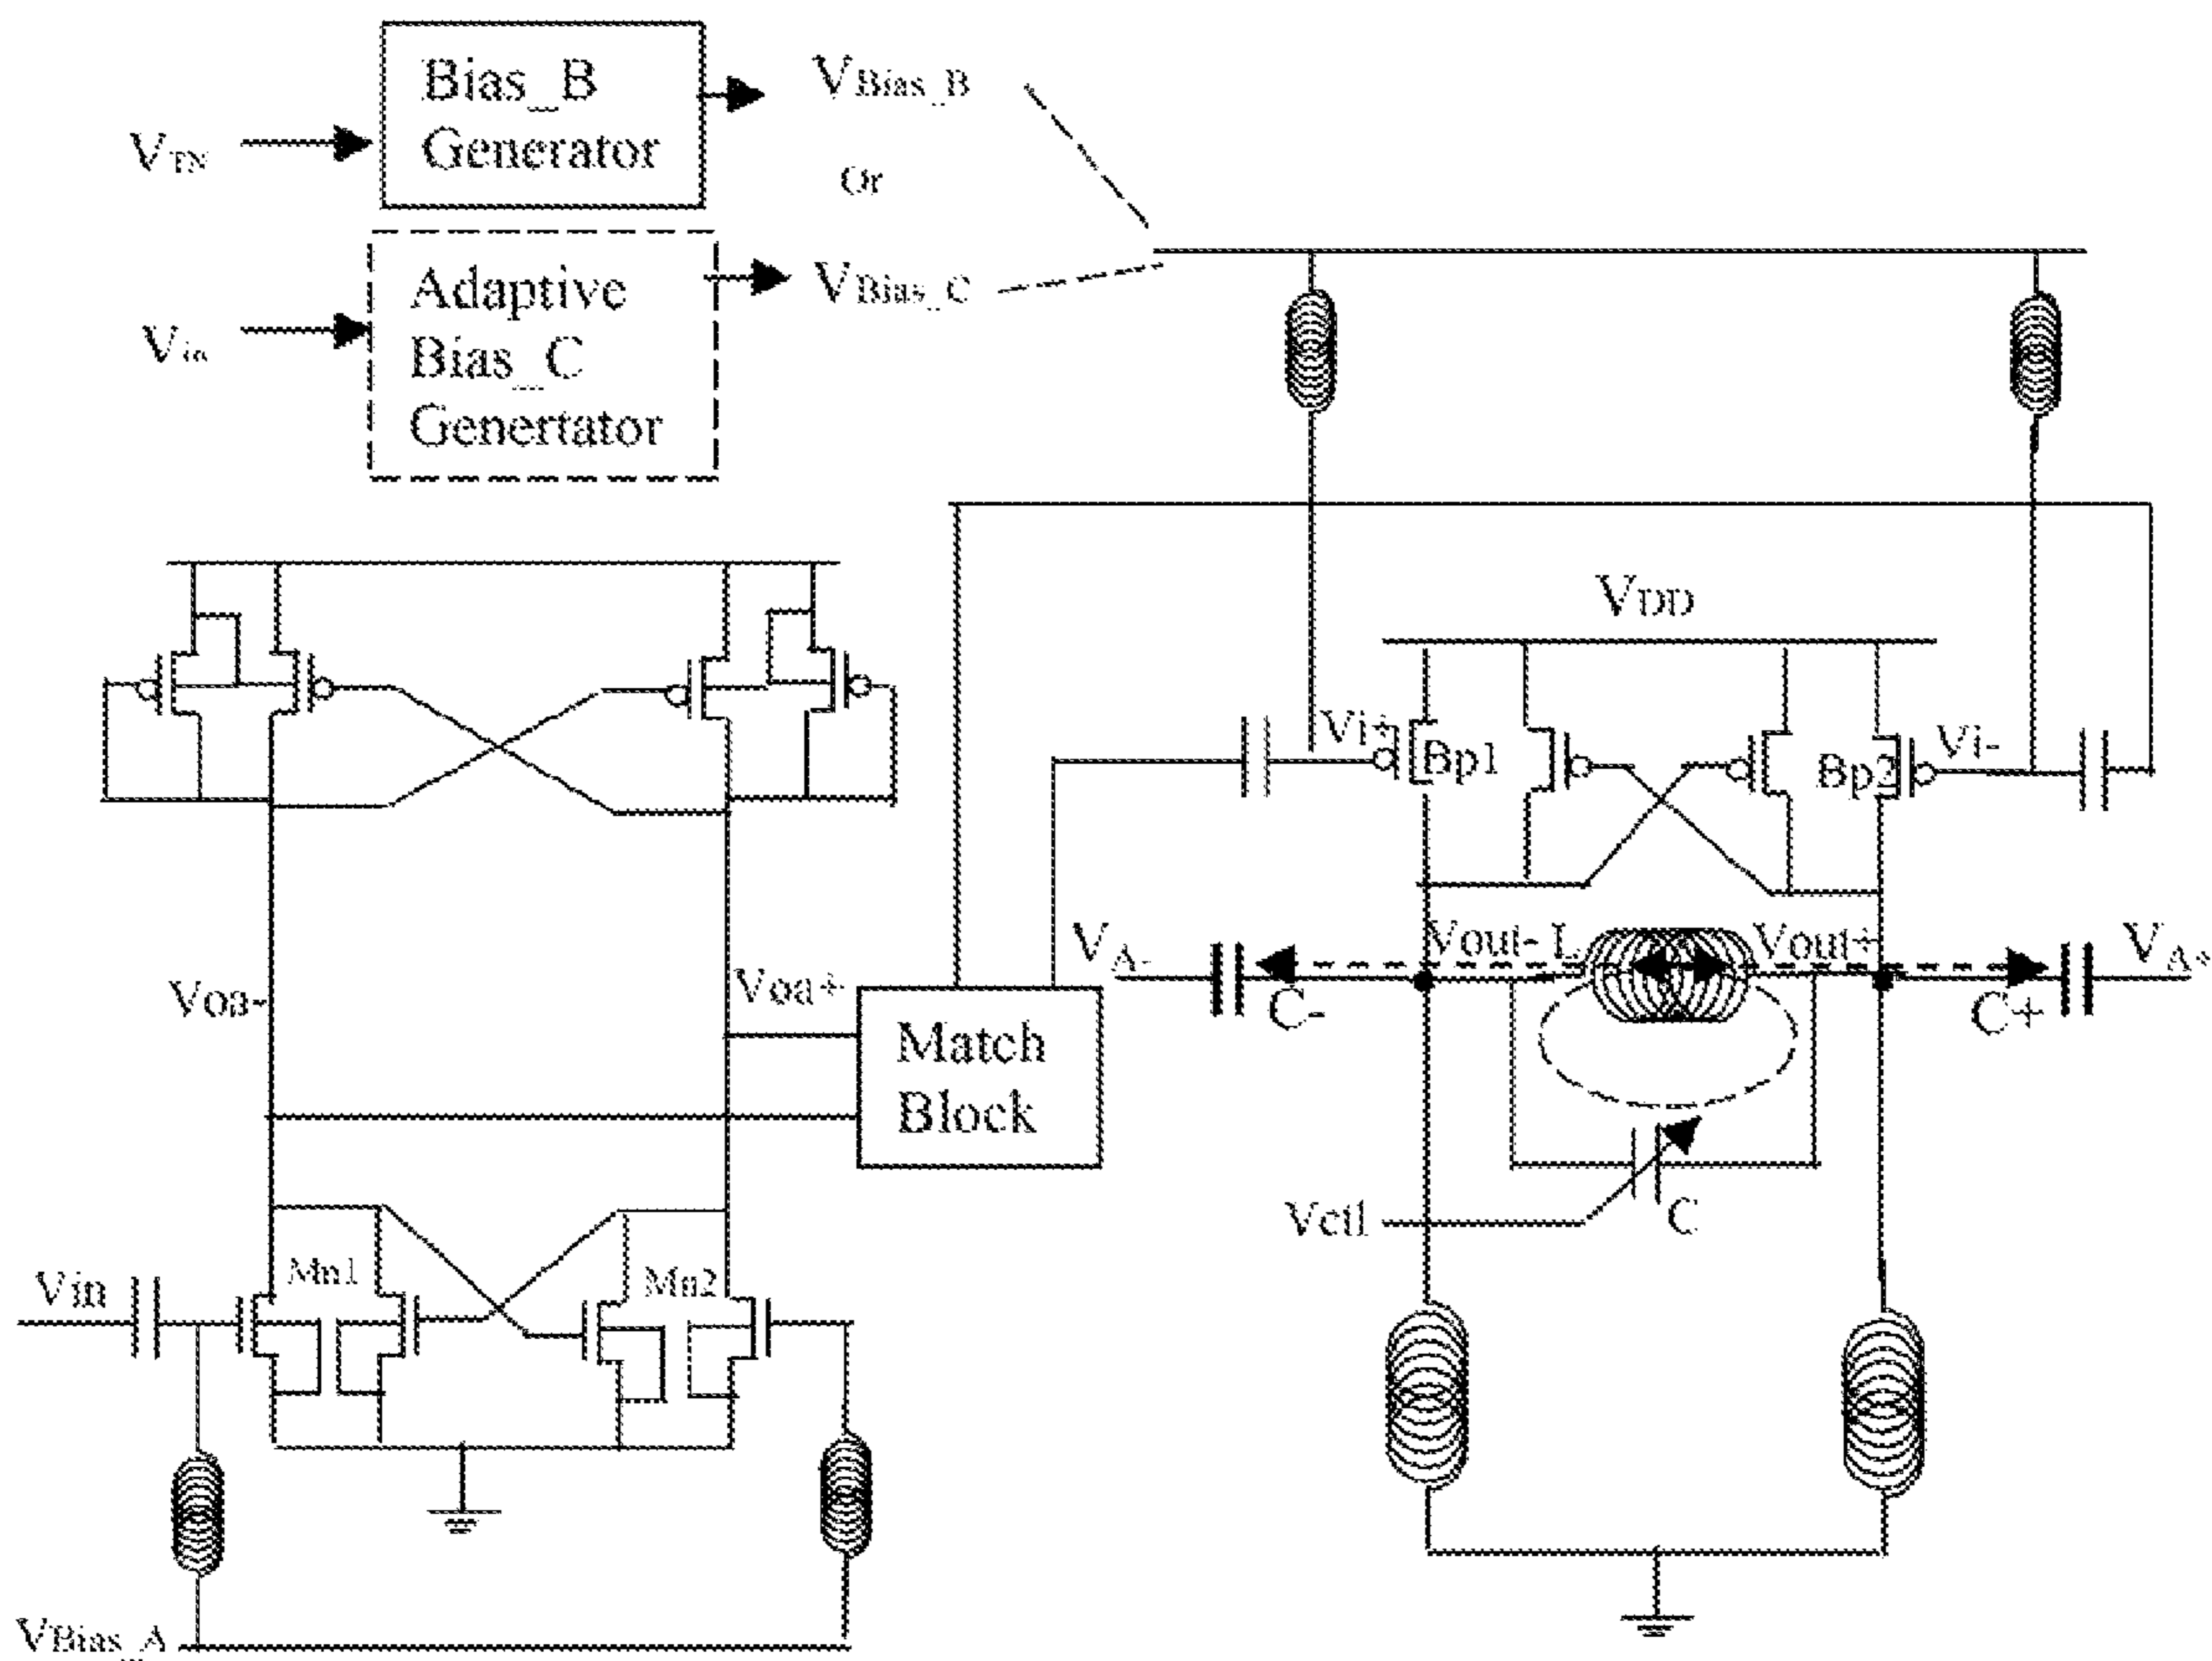 Bias_B
Generator
VTN
VBias_B
Or
Adaptive
Bias_C
Genertator
Vin
VBias_C
VDD
Vi+
Bp1
Bp2
Vi-
VA-
C-
Vout-
L
Vout+
C+
VA+
Voa-
Voa+
Match
Block
Vctl
C
Vin
Mn1
Mn2
VBias_A